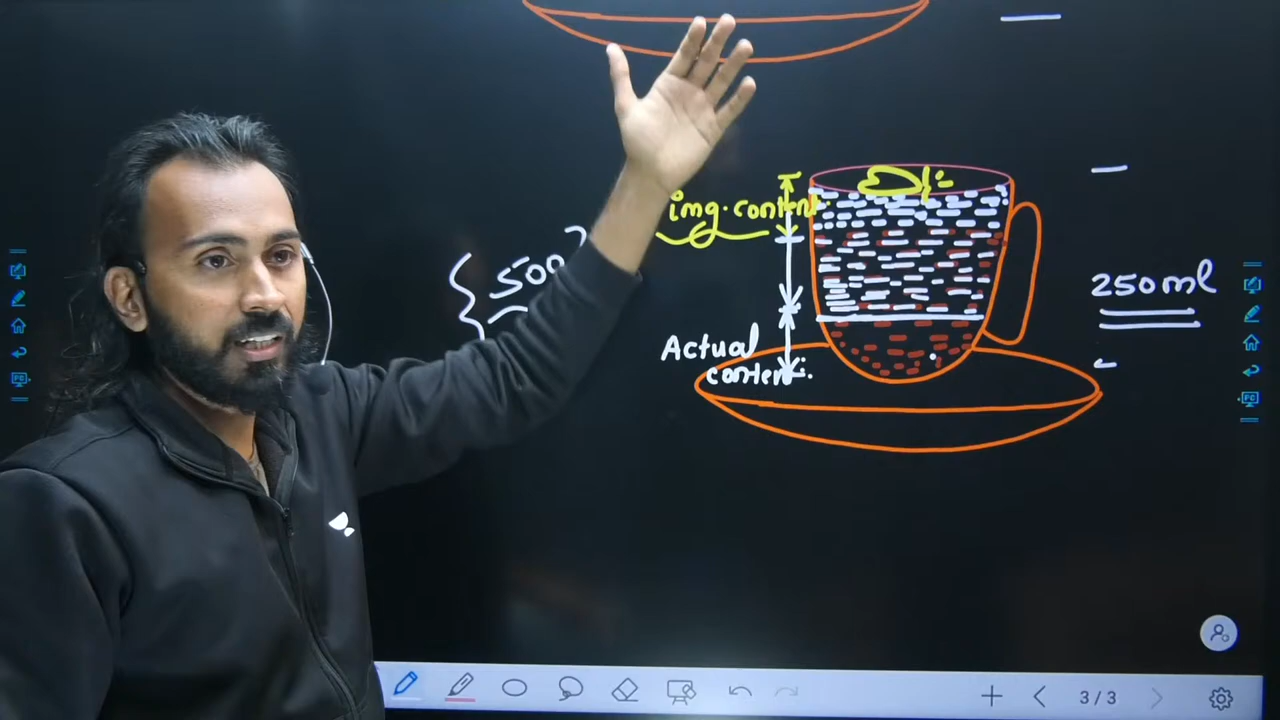 img. content
500
250ml
Actual
content
3/3